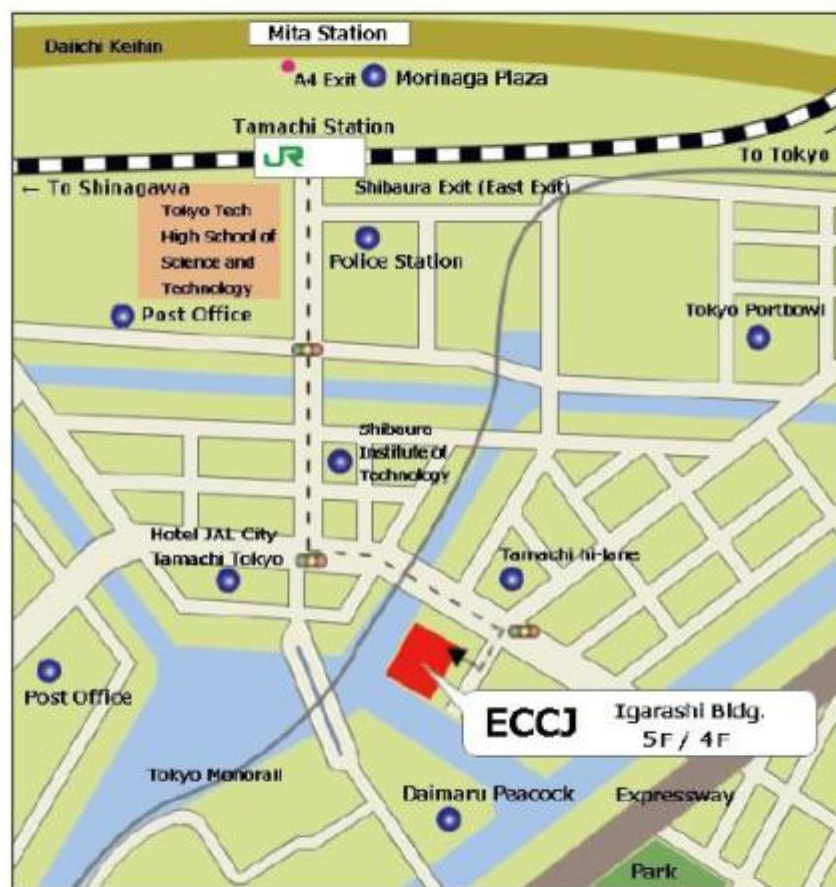 Mita Station
Daiichi Keihin
A4 Exit
Morinaga Plaza
Tamachi Station
JR
To Tokyo
← To Shinagawa
Shibaura Exit (East Exit)
Tokyo Tech
High School of
Science and
Technology
Police Station
Post Office
Tokyo Portbowl
Shibaura
Institute of
Technology
Hotel JAL City
Tamachi Tokyo
Tamachi hi-lane
Post Office
ECCJ
Igarashi Bldg.
5F / 4F
Tokyo Monorail
Daimaru Peacock
Expressway
Park